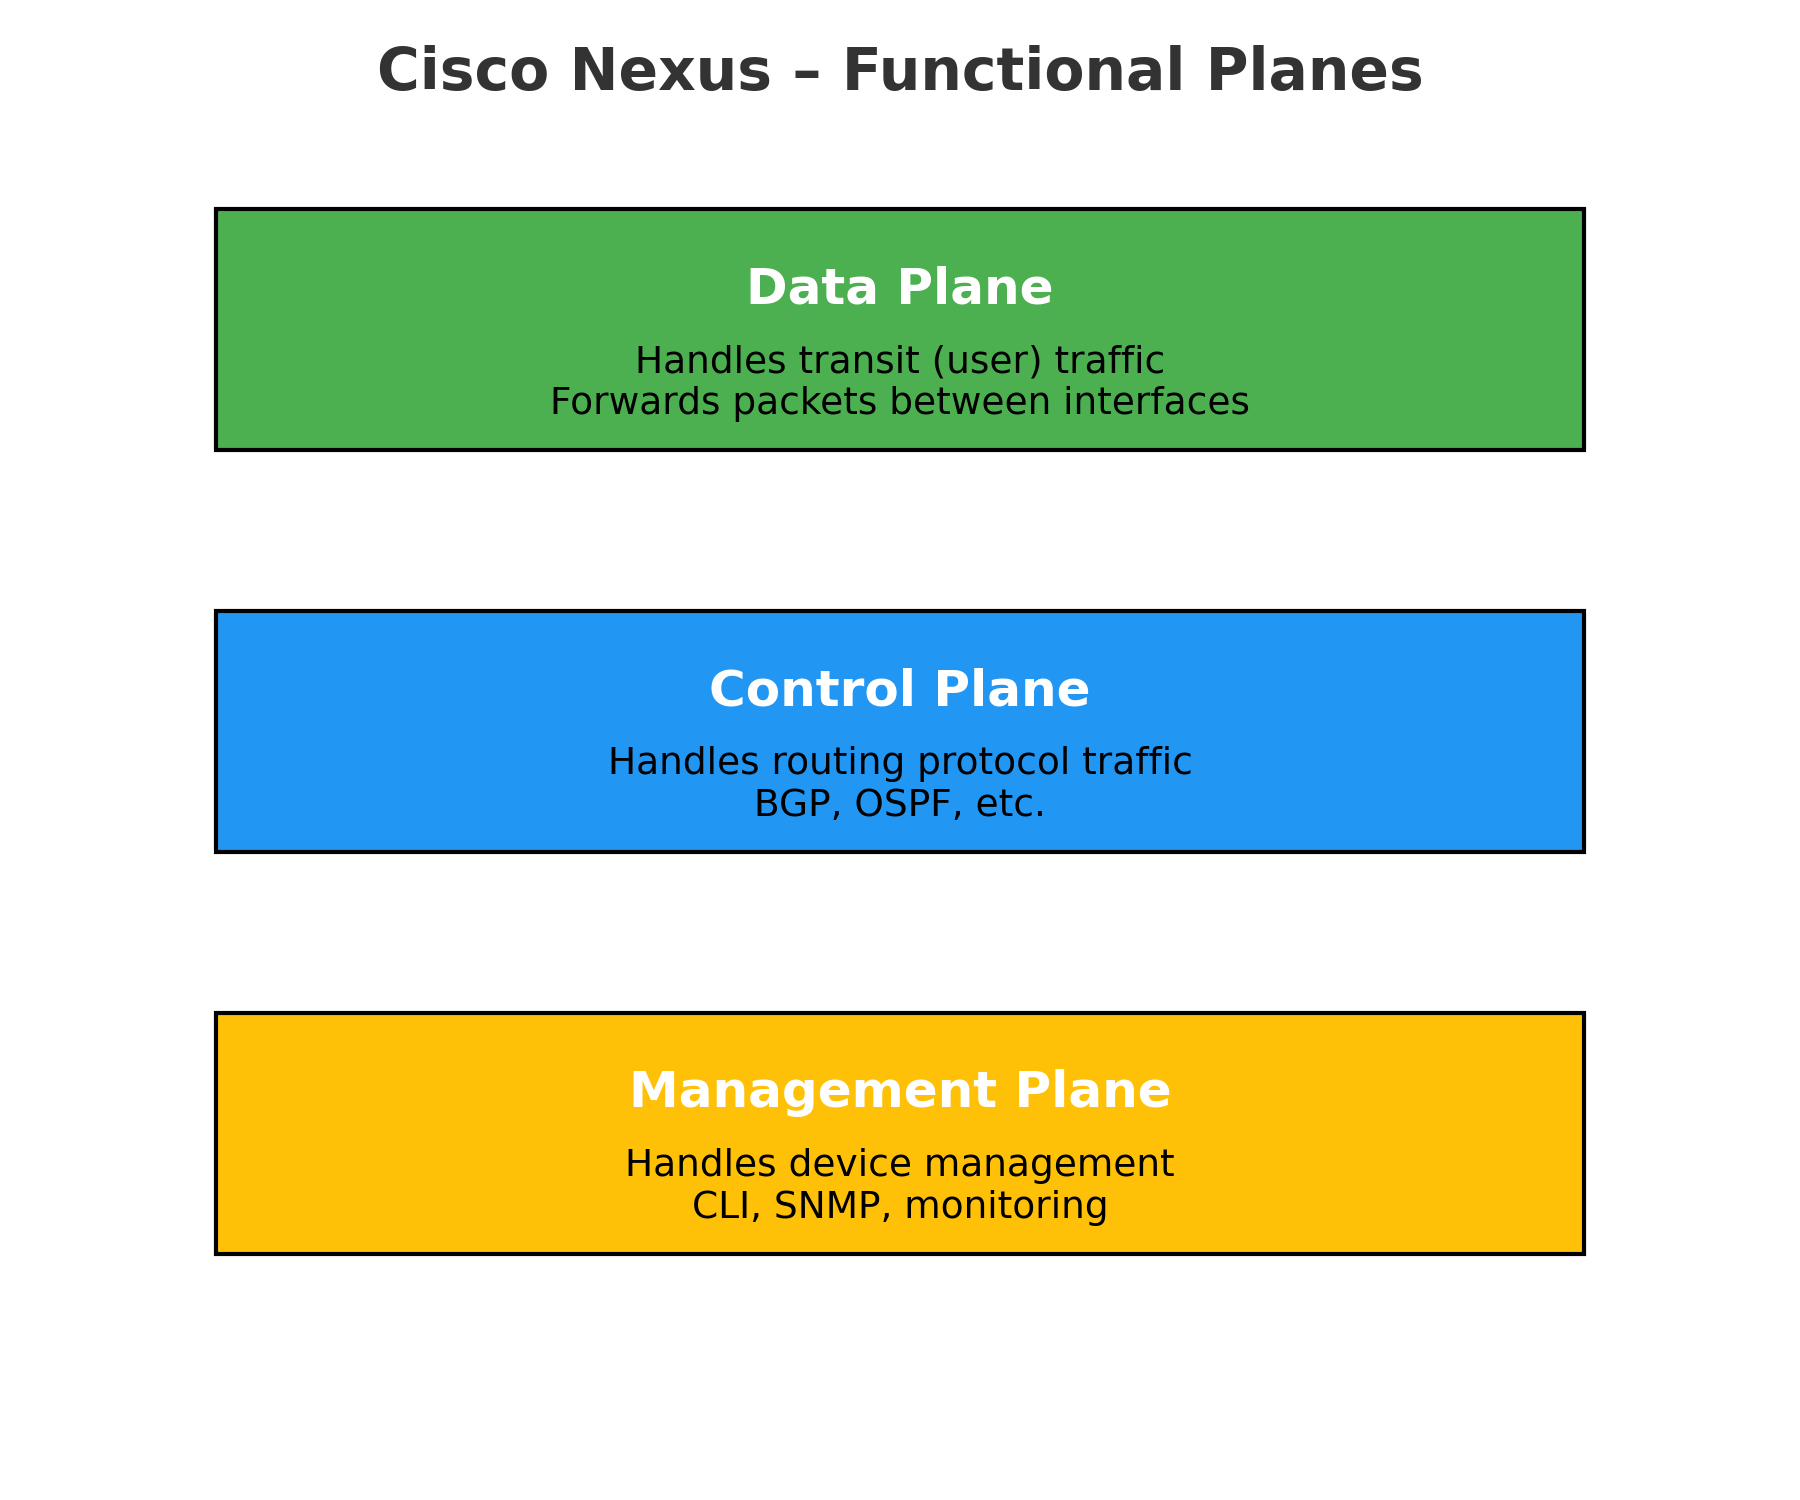 Cisco Nexus – Functional Planes
Data Plane
Handles transit (user) traffic
Forwards packets between interfaces
Control Plane
Handles routing protocol traffic
BGP, OSPF, etc.
Management Plane
Handles device management
CLI, SNMP, monitoring